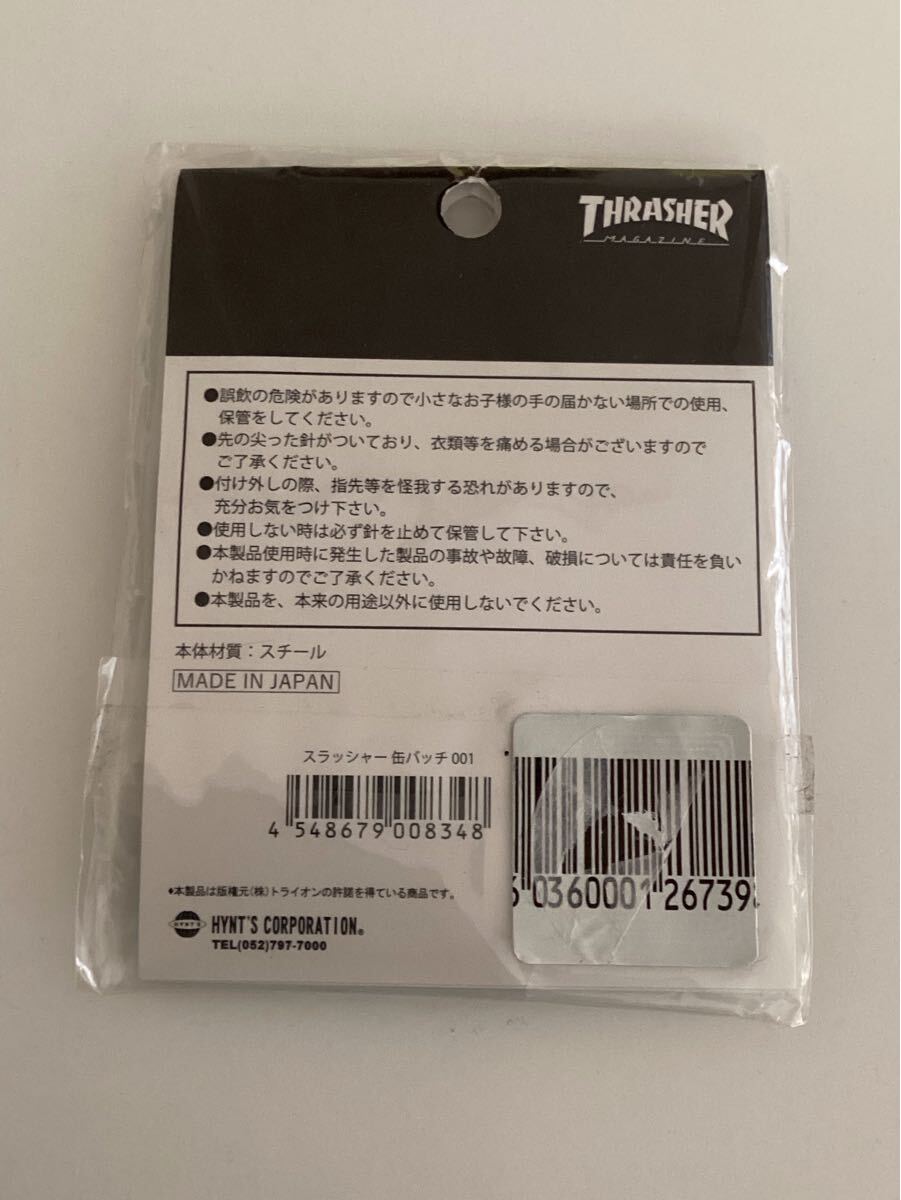 THRASHER
MAGAZINE
●誤飲の危険がありますので小さなお子様の手の届かない場所での使用、
保管をしてください。
●先の尖った針がついており、衣類等を痛める場合がございますので
ご了承ください。
●付け外しの際、指先等を怪我する恐れがありますので、
充分お気をつけ下さい。
●使用しない時は必ず針を止めて保管して下さい。
●本製品使用時に発生した製品の事故や故障、破損については責任を負い
かねますのでご了承ください。
●本製品を、本来の用途以外に使用しないでください。
本体材質：スチール
MADE IN JAPAN
スラッシャー 缶バッチ 001
4 548679 008348
0360001 26739
♦本製品は版権元(株)トライオンの許諾を得ている商品です。
HYNT'S
HYNT'S CORPORATION®
TEL(052)797-7000